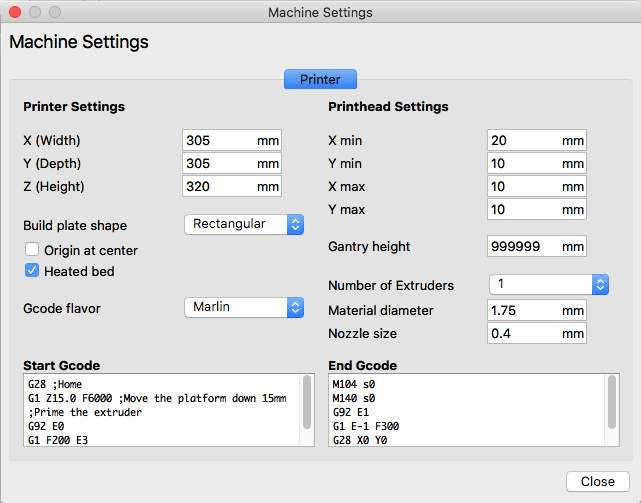 Machine Settings
Machine Settings
Printer
Printer Settings
X (Width) 305 mm
Y (Depth) 305 mm
Z (Height) 320 mm
Build plate shape Rectangular
Origin at center
Heated bed
Gcode flavor Marlin
Printhead Settings
X min 20 mm
Y min 10 mm
X max 10 mm
Y max 10 mm
Gantry height 999999 mm
Number of Extruders 1
Material diameter 1.75 mm
Nozzle size 0.4 mm
Start Gcode
G28 ;Home
G1 Z15.0 F6000 ;Move the platform down 15mm
;Prime the extruder
G92 E0
G1 F200 E3
End Gcode
M104 s0
M140 s0
G92 E1
G1 E-1 F300
G28 X0 Y0
Close